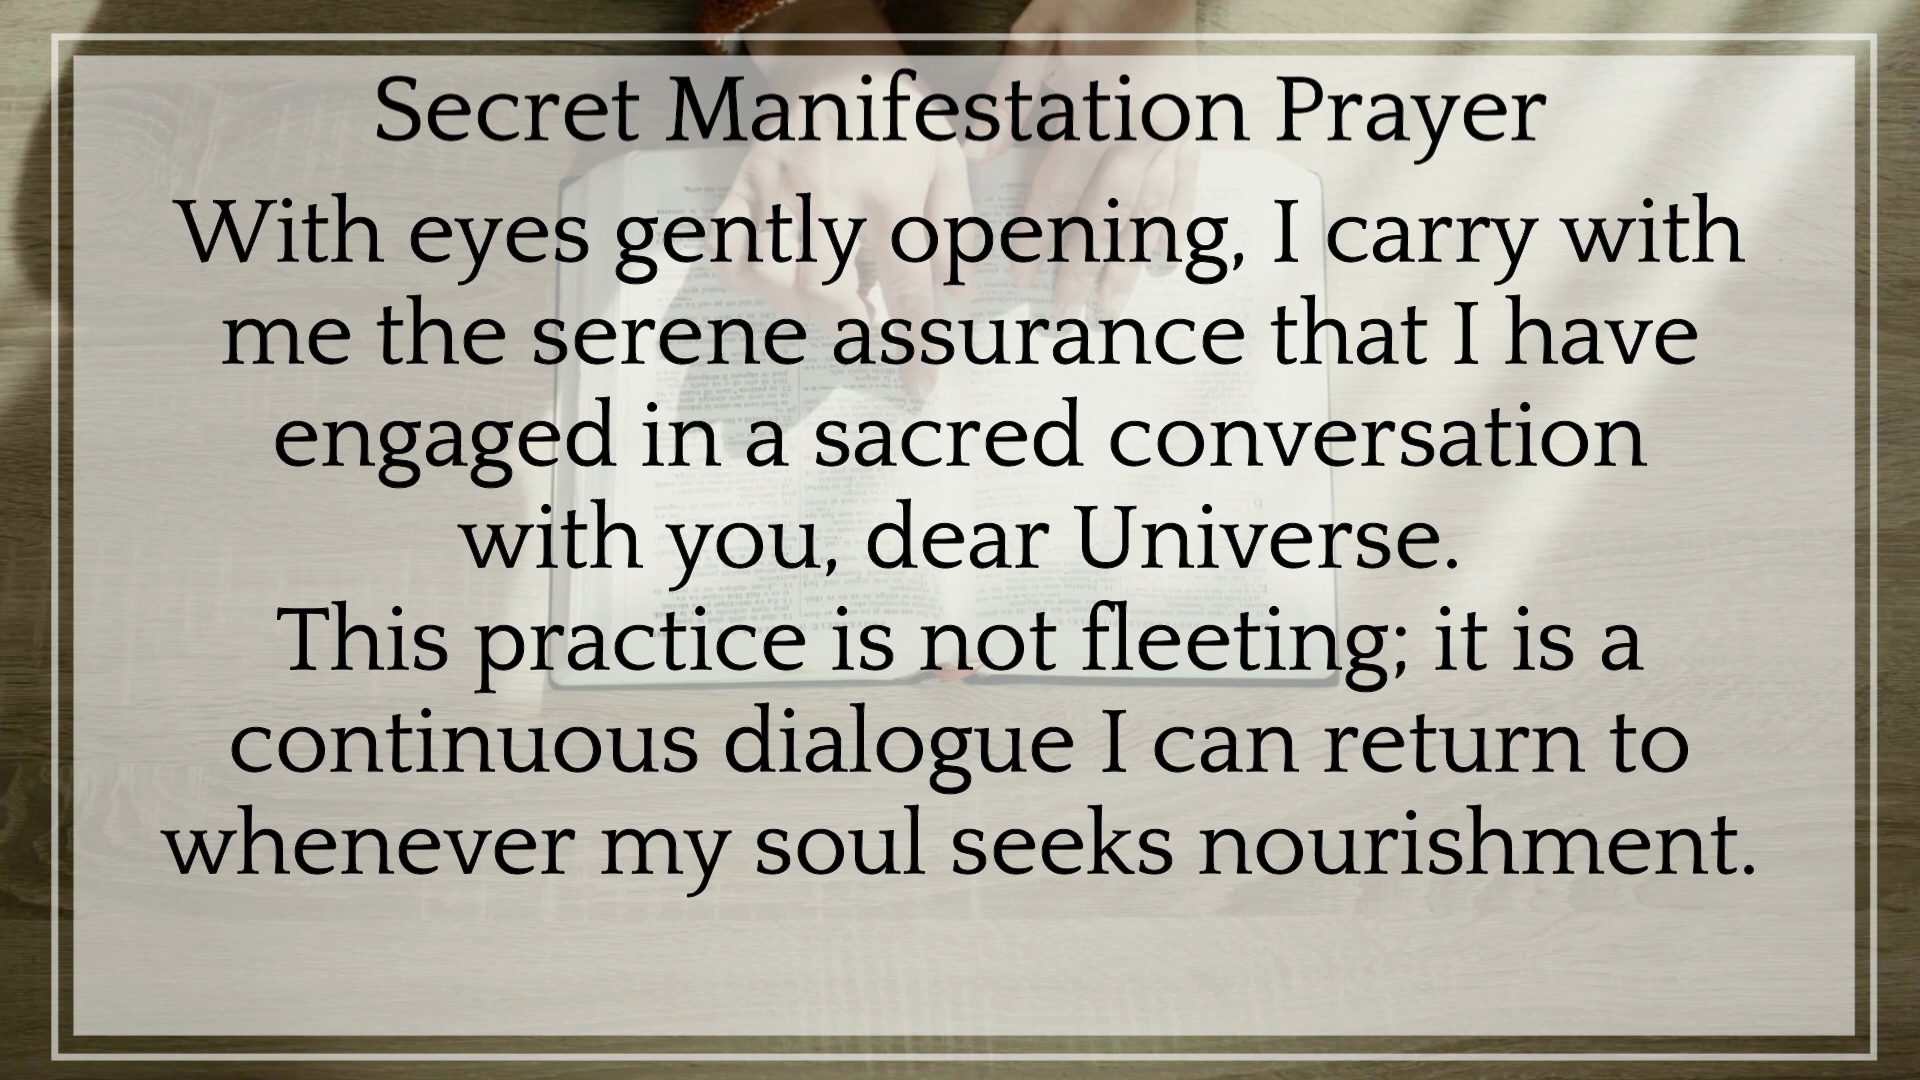 Secret Manifestation Prayer
With eyes gently opening, I carry with
me the serene assurance that I have
engaged in a sacred conversation
with you, dear Universe.
This practice is not fleeting; it is a
continuous dialogue I can return to
whenever my soul seeks nourishment.